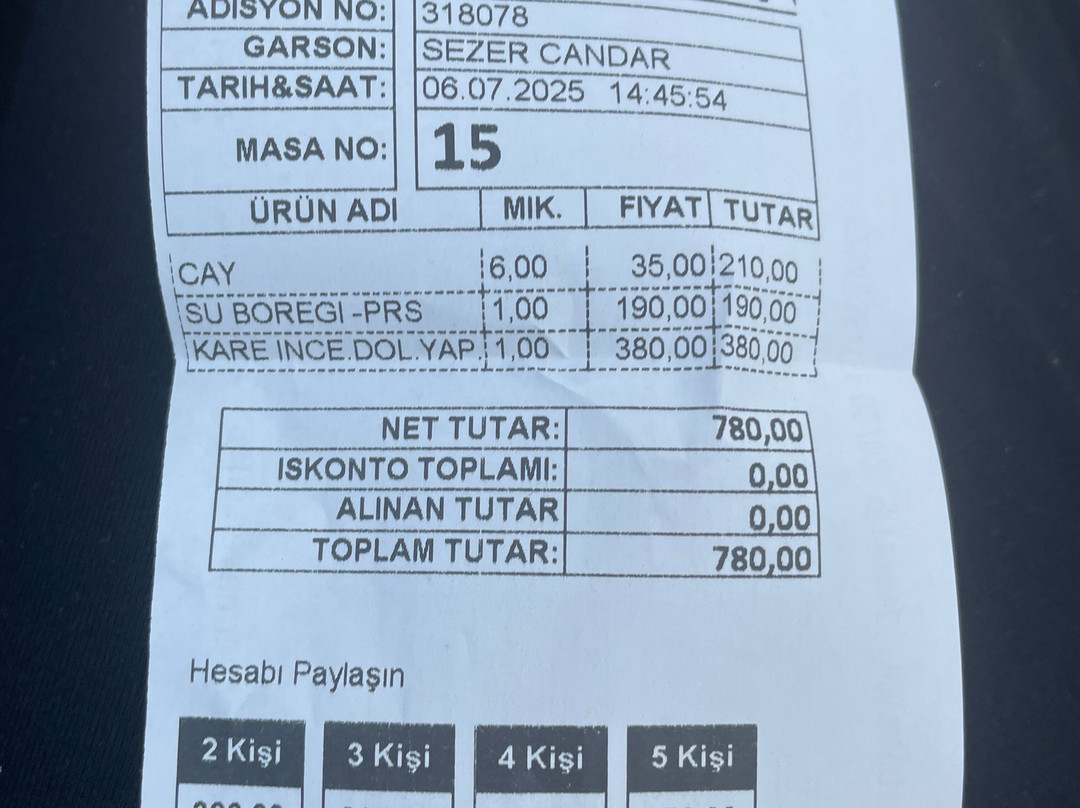 ADISYON NO: 318078
GARSON: SEZER CANDAR
TARIH&SAAT: 06.07.2025 14:45:54
MASA NO: 15
ÜRÜN ADI MIK. FIYAT TUTAR
CAY 6,00 35,00 210,00
SU BOREGI -PRS 1,00 190,00 190,00
KARE INCE.DOL.YAP. 1,00 380,00 380,00
NET TUTAR: 780,00
ISKONTO TOPLAMI: 0,00
ALINAN TUTAR 0,00
TOPLAM TUTAR: 780,00
Hesabı Paylaşın
2 Kişi 3 Kişi 4 Kişi 5 Kişi